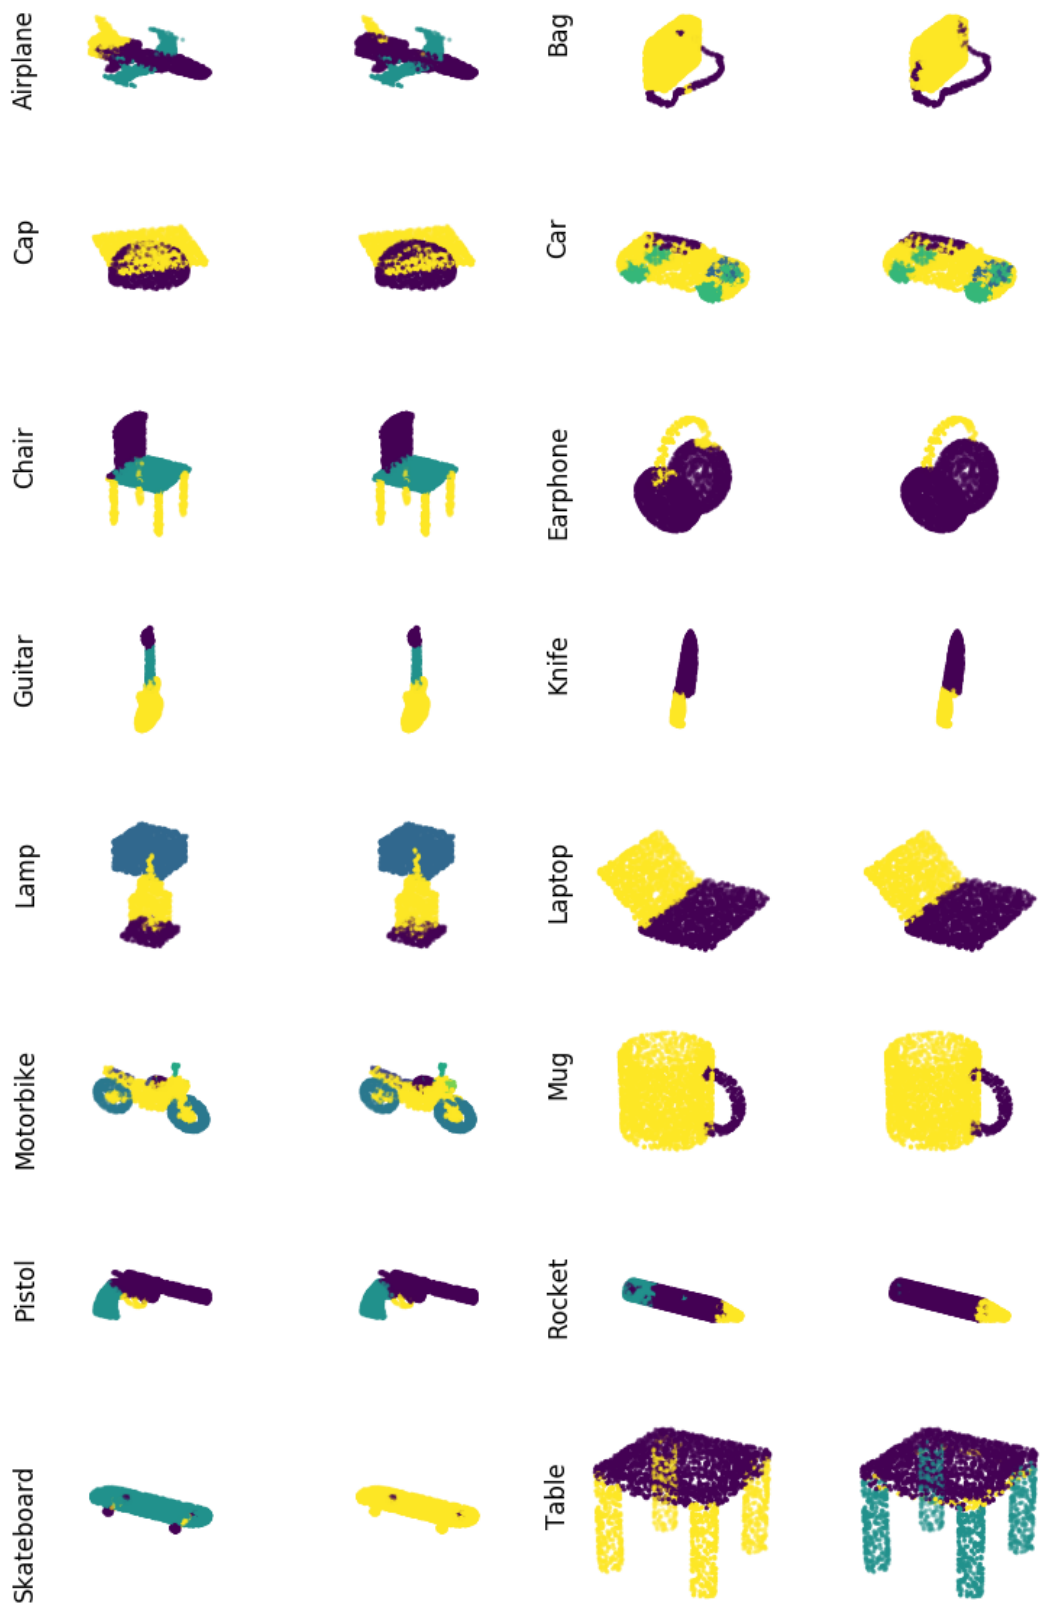 Airplane
Bag
Cap
Car
Chair
Earphone
Guitar
Knife
Lamp
Laptop
Motorbike
Mug
Pistol
Rocket
Skateboard
Table